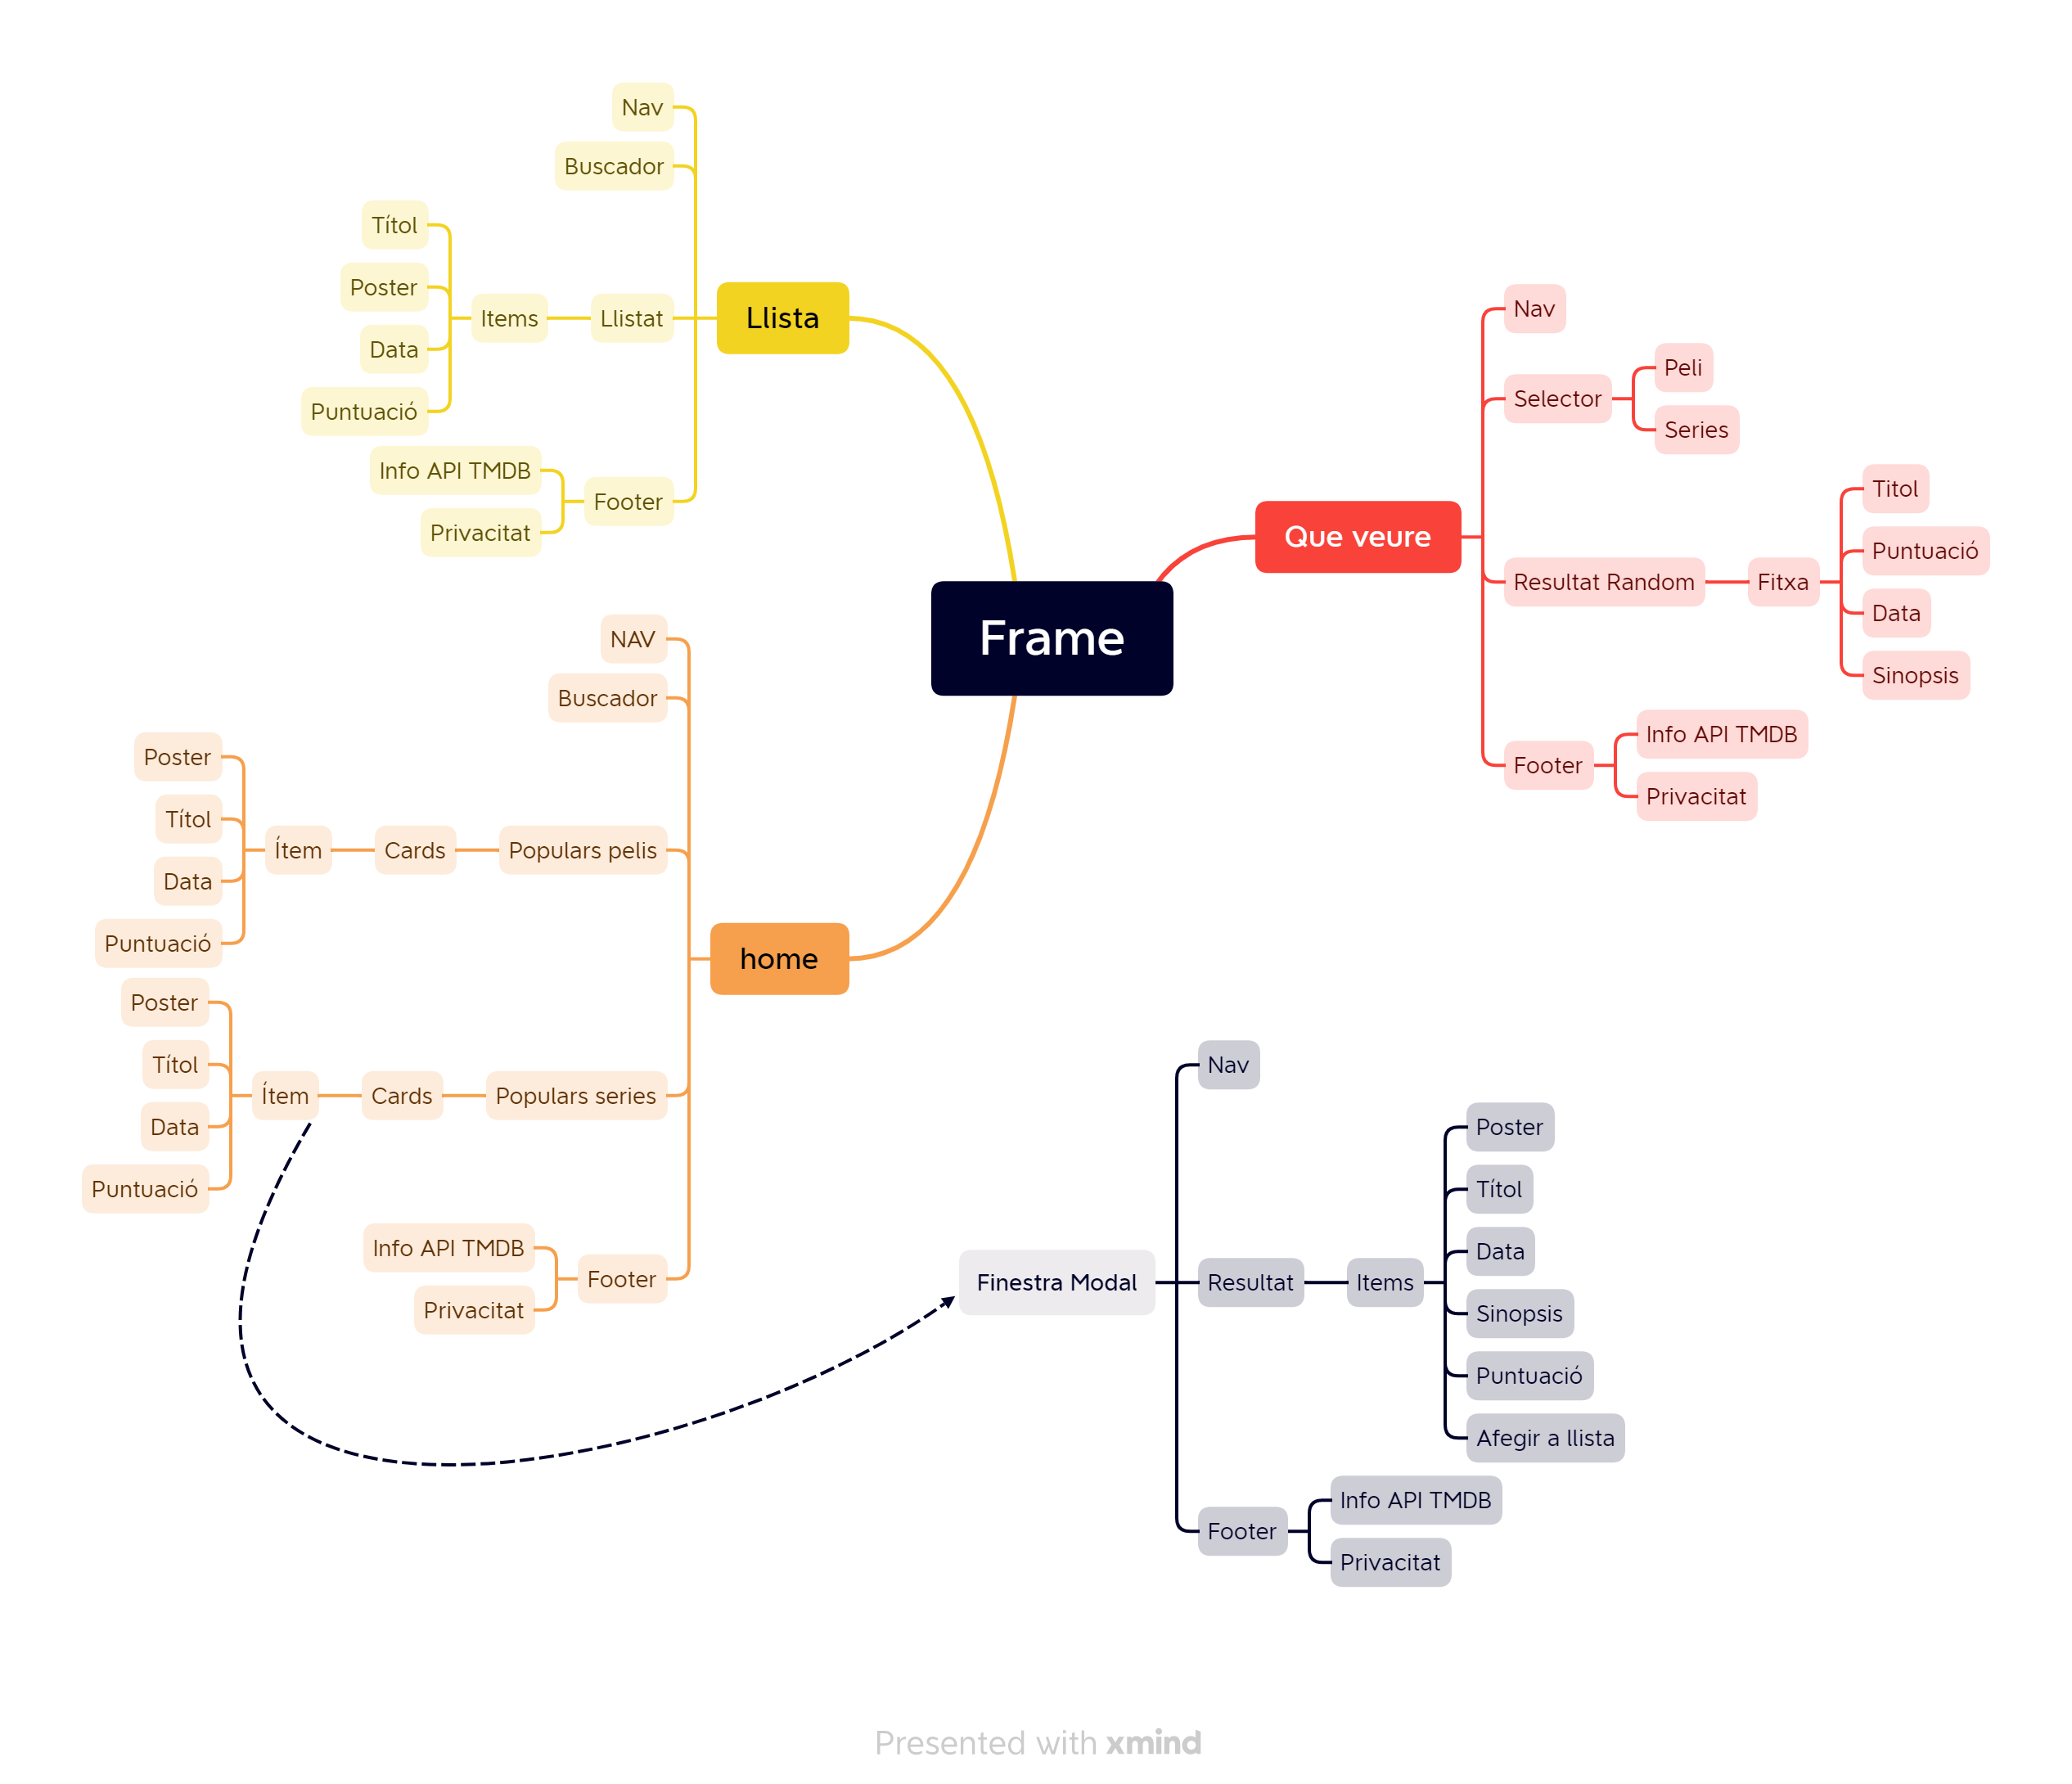 Frame
Que veure
Nav
Selector
Peli
Series
Resultat Random
Fitxa
Titol
Puntuació
Data
Sinopsis
Footer
Info API TMDB
Privacitat
Llista
Nav
Buscador
Llistat
Items
Títol
Poster
Data
Puntuació
Footer
Info API TMDB
Privacitat
home
NAV
Buscador
Populars pelis
Cards
Ítem
Poster
Títol
Data
Puntuació
Populars series
Cards
Ítem
Poster
Títol
Data
Puntuació
Footer
Info API TMDB
Privacitat
Finestra Modal
Nav
Resultat
Items
Poster
Títol
Data
Sinopsis
Puntuació
Afegir a llista
Footer
Info API TMDB
Privacitat
Presented with xmind